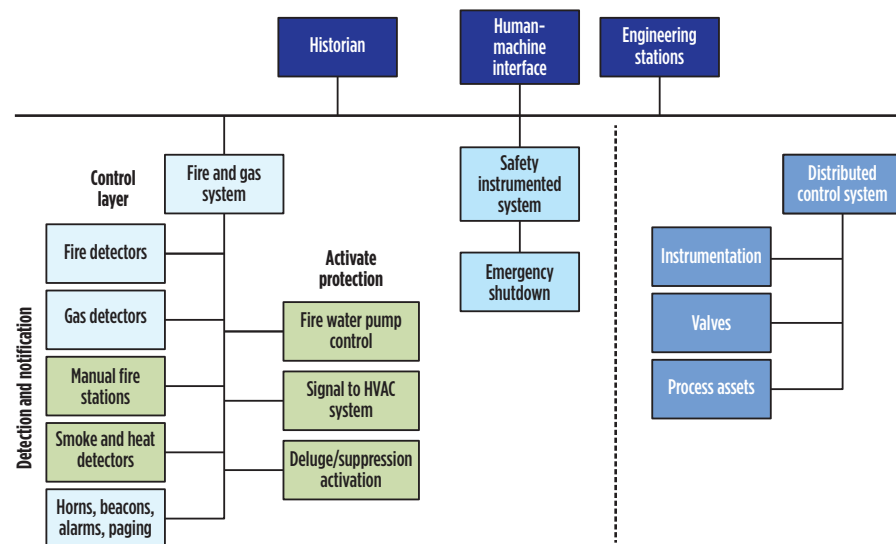 Historian
Human-
machine
interface
Engineering
stations
Control
layer
Fire and gas
system
Safety
instrumented
system
Distributed
control system
Detection and notification
Fire detectors
Gas detectors
Manual fire
stations
Smoke and heat
detectors
Horns, beacons,
alarms, paging
Activate
protection
Fire water pump
control
Signal to HVAC
system
Deluge/suppression
activation
Emergency
shutdown
Instrumentation
Valves
Process assets